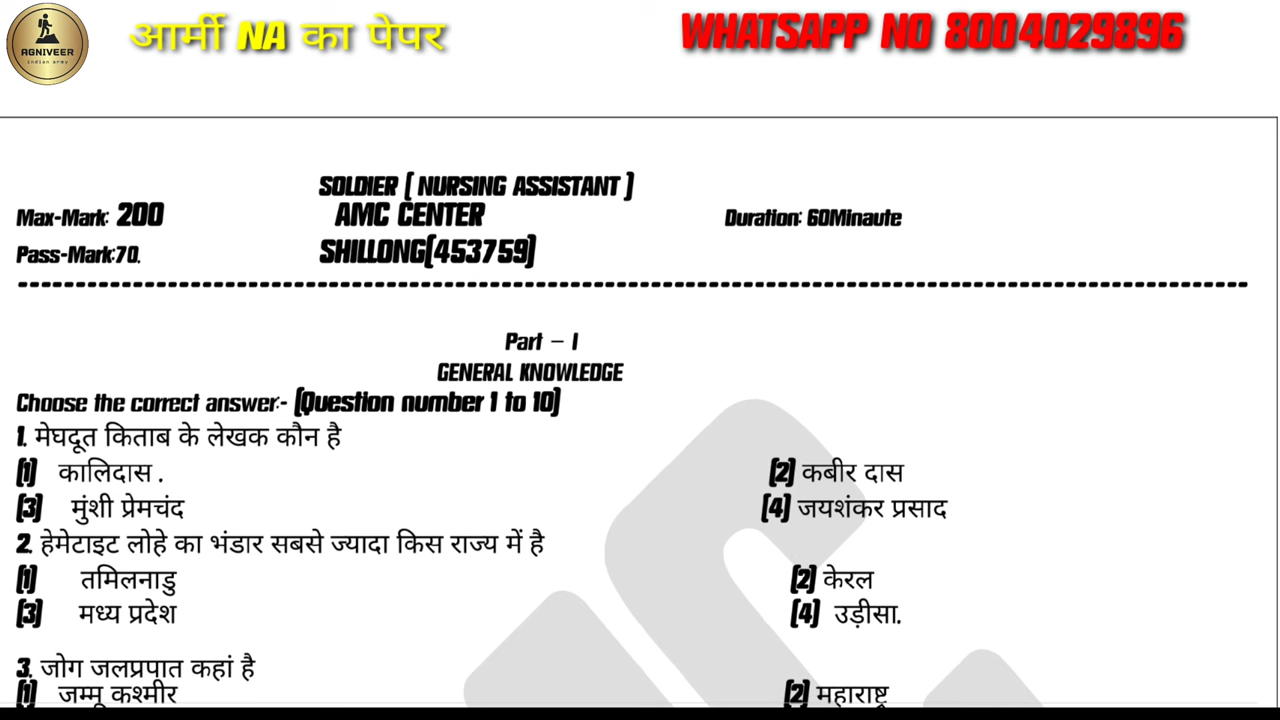 AGNIVEER
indian army
आर्मी NA का पेपर
WHATSAPP NO 8004029896
SOLDIER ( NURSING ASSISTANT )
Max-Mark: 200 AMC CENTER Duration: 60Minaute
Pass-Mark:70. SHILLONG(453759)
Part – I
GENERAL KNOWLEDGE
Choose the correct answer:- (Question number 1 to 10)
1. मेघदूत किताब के लेखक कौन है
(1) कालिदास . (2) कबीर दास
(3) मुंशी प्रेमचंद (4) जयशंकर प्रसाद
2. हेमेटाइट लोहे का भंडार सबसे ज्यादा किस राज्य में है
(1) तमिलनाडु (2) केरल
(3) मध्य प्रदेश (4) उड़ीसा.
3. जोग जलप्रपात कहां है
(1) जम्मू कश्मीर (2) महाराष्ट्र